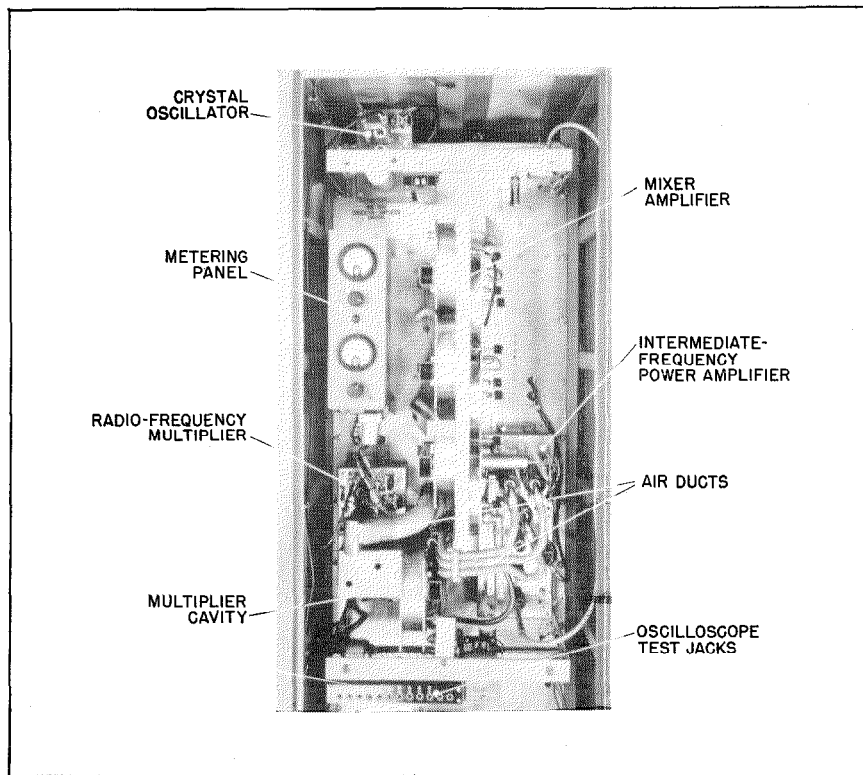 CRYSTAL
OSCILLATOR
MIXER
AMPLIFIER
METERING
PANEL
INTERMEDIATE-
FREQUENCY
POWER AMPLIFIER
RADIO-FREQUENCY
MULTIPLIER
AIR DUCTS
MULTIPLIER
CAVITY
OSCILLOSCOPE
TEST JACKS